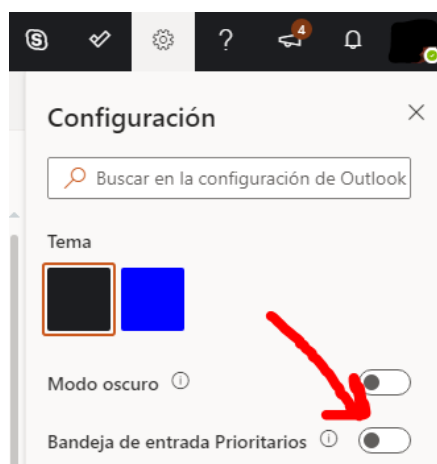 4
Configuración
Buscar en la configuración de Outlook
Tema
Modo oscuro
Bandeja de entrada Prioritarios